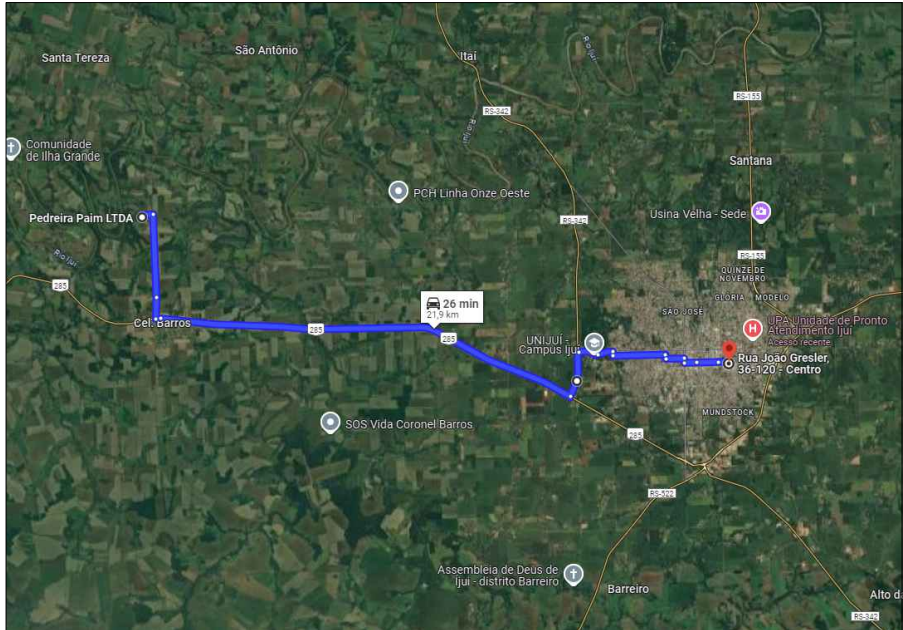 Santa Tereza
São Antônio
Itaí
Rio Ijuí
RS-342
RS-155
Rio Ijuí
Comunidade
de Ilha Grande
Santana
PCH Linha Onze Oeste
Pedreira Paim LTDA
Usina Velha - Sede
RS-342
Rio Ijuí
RS-155
QUINZE DE
NOVEMBRO
285
GLORIA
MODELO
26 min
21,9 km
SÃO JOSÉ
Cel. Barros
285
285
UPA Unidade de Pronto
Atendimento Ijuí
Acesso recente
UNIJUÍ -
Campus Ijuí
Rua João Gresler,
36-120 - Centro
MUNDSTOCK
SOS Vida Coronel Barros
285
RS-522
Assembleia de Deus de
Ijui - distrito Barreiro
Barreiro
Alto d
RS-342